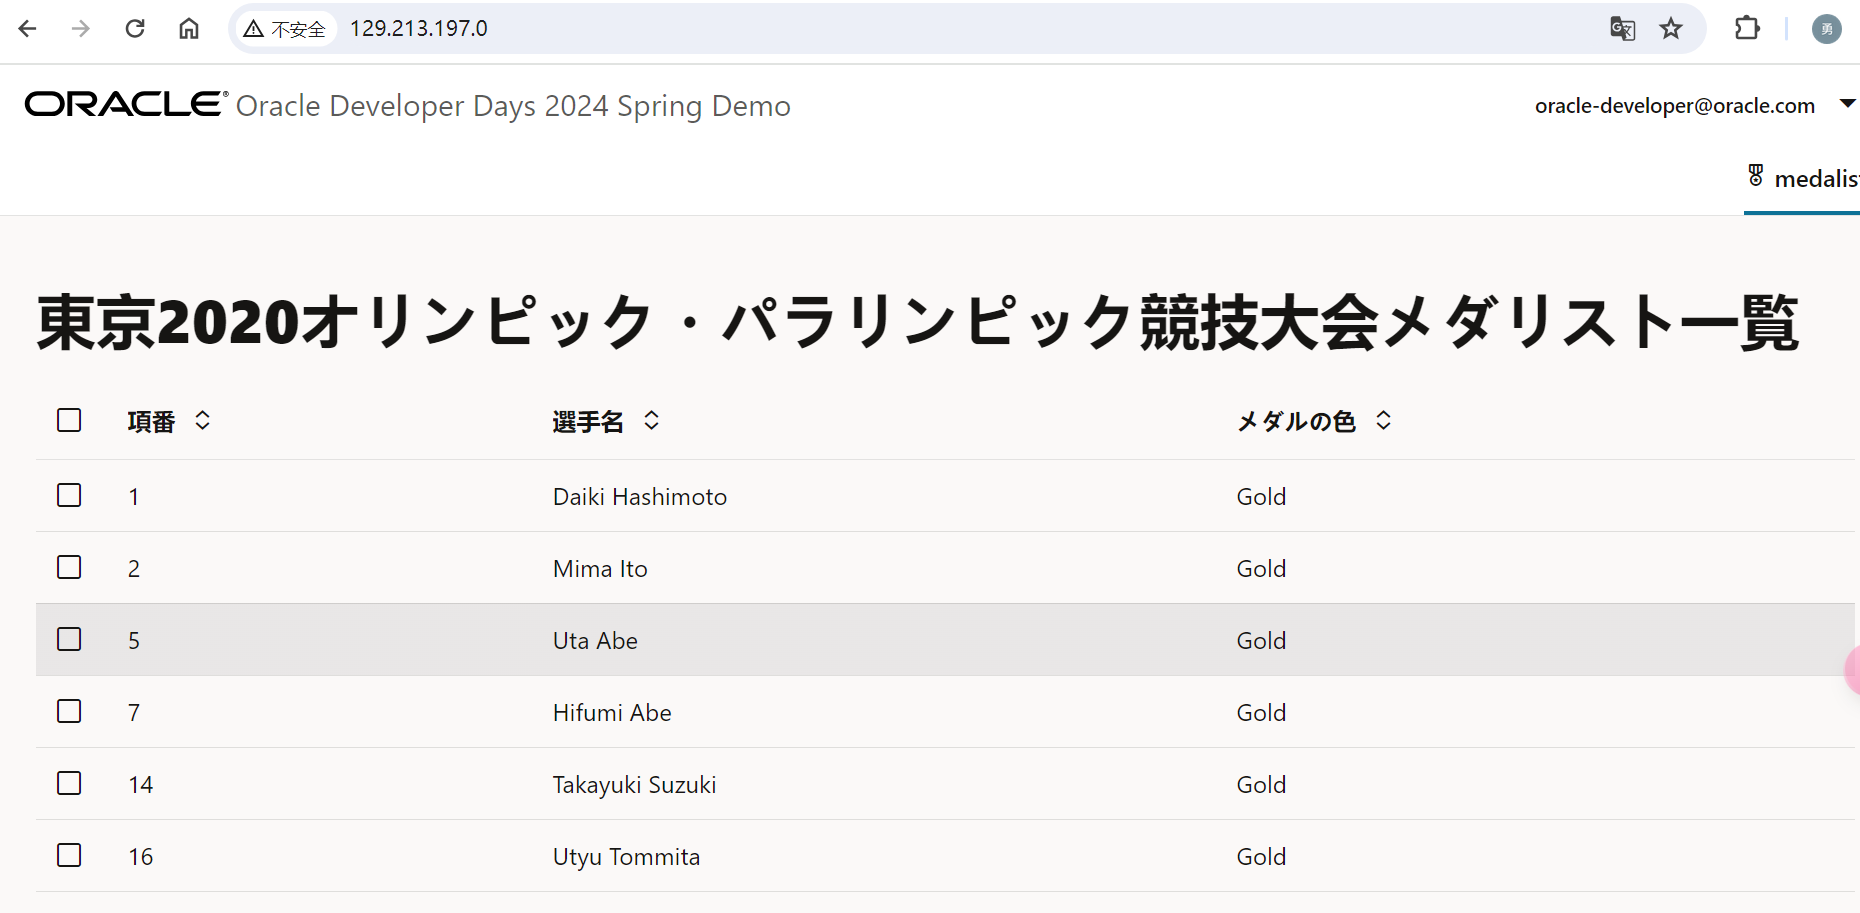 不安全 129.213.197.0 勇
ORACLE® Oracle Developer Days 2024 Spring Demo oracle-developer@oracle.com
medalis
東京2020オリンピック・パラリンピック競技大会メダリスト一覧
項番 選手名 メダルの色
1 Daiki Hashimoto Gold
2 Mima Ito Gold
5 Uta Abe Gold
7 Hifumi Abe Gold
14 Takayuki Suzuki Gold
16 Utyu Tommita Gold